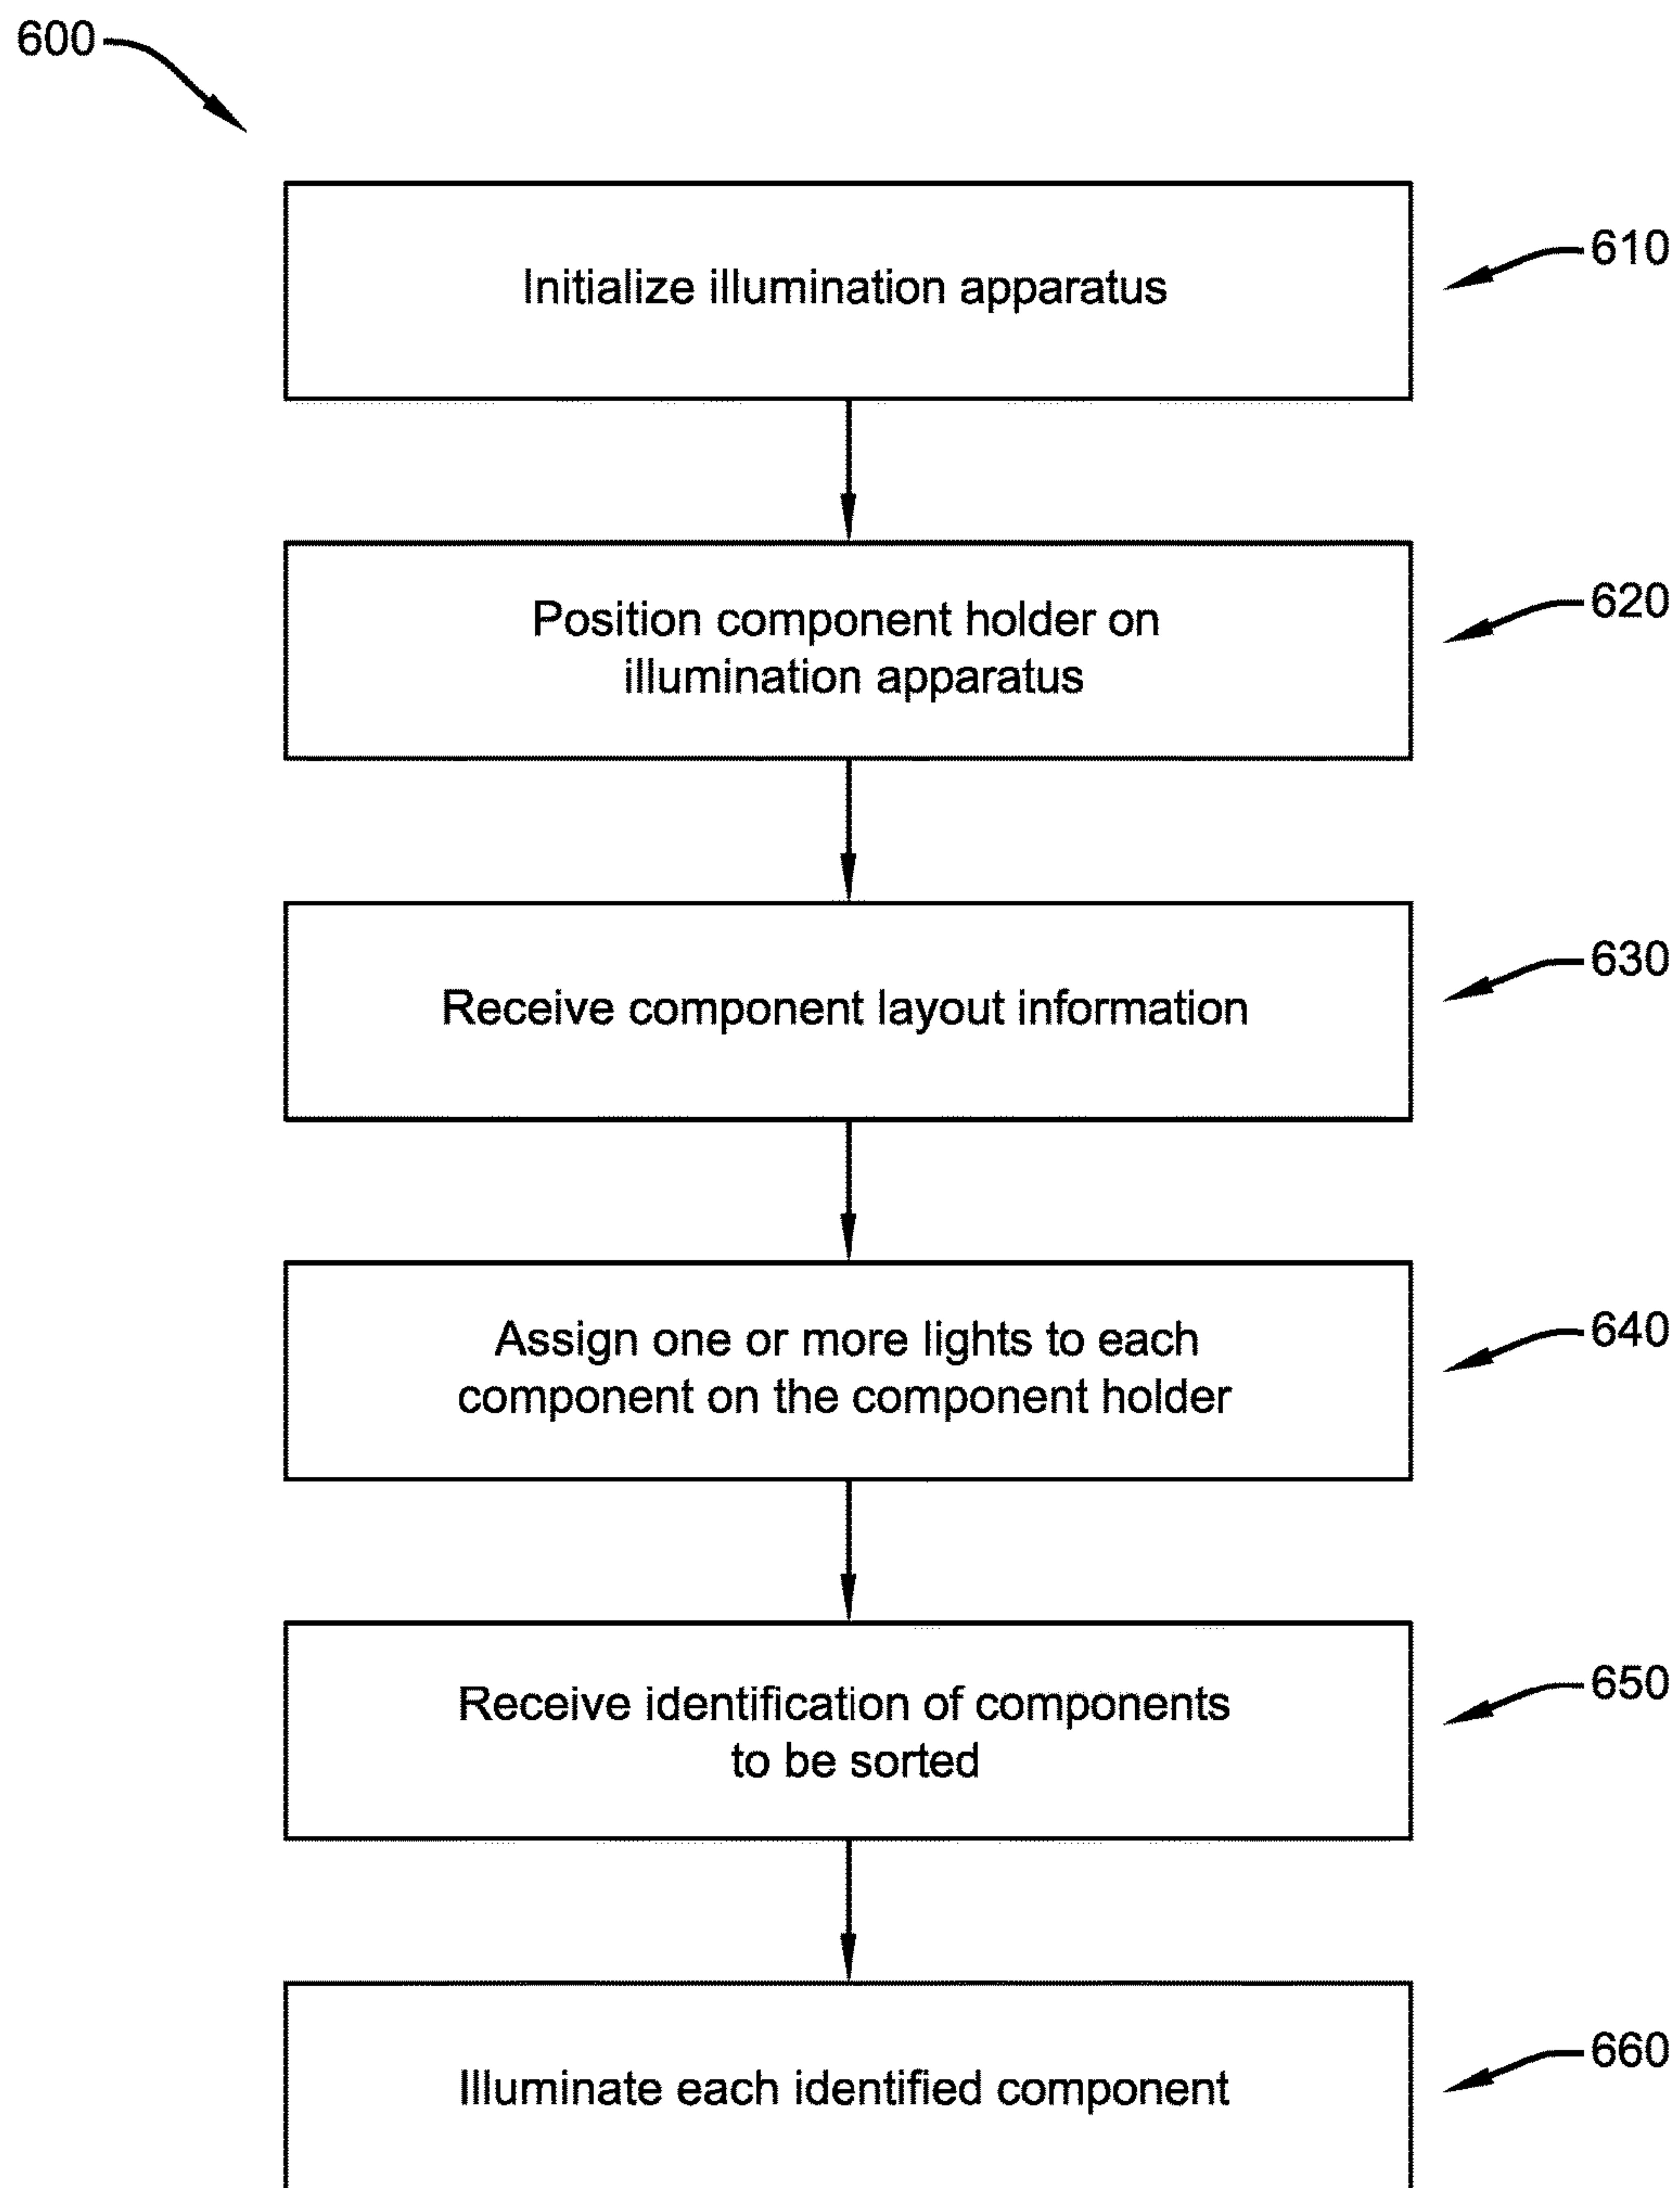 600
Initialize illumination apparatus
610
Position component holder on
illumination apparatus
620
Receive component layout information
630
Assign one or more lights to each
component on the component holder
640
Receive identification of components
to be sorted
650
Illuminate each identified component
660